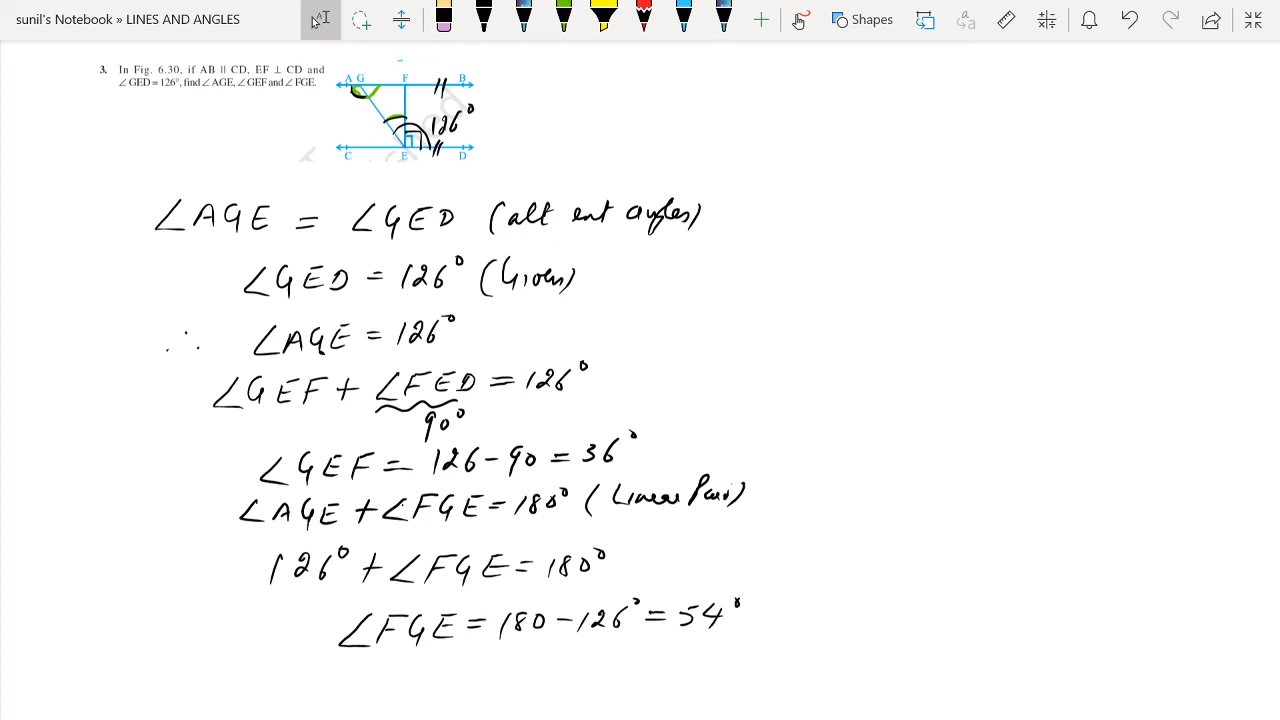 sunil's Notebook » LINES AND ANGLES
Shapes
3. In Fig. 6.30, if AB || CD, EF ⊥ CD and
∠GED = 126°, find ∠AGE, ∠GEF and ∠FGE.
A G F B
126°
C E D
∠AGE = ∠GED (alt int angles)
∠GED = 126° (Given)
∴ ∠AGE = 126°
∠GEF + ∠FED = 126°
90°
∠GEF = 126 - 90 = 36°
∠AGE + ∠FGE = 180° (Linear Pair)
126° + ∠FGE = 180°
∠FGE = 180 - 126° = 54°